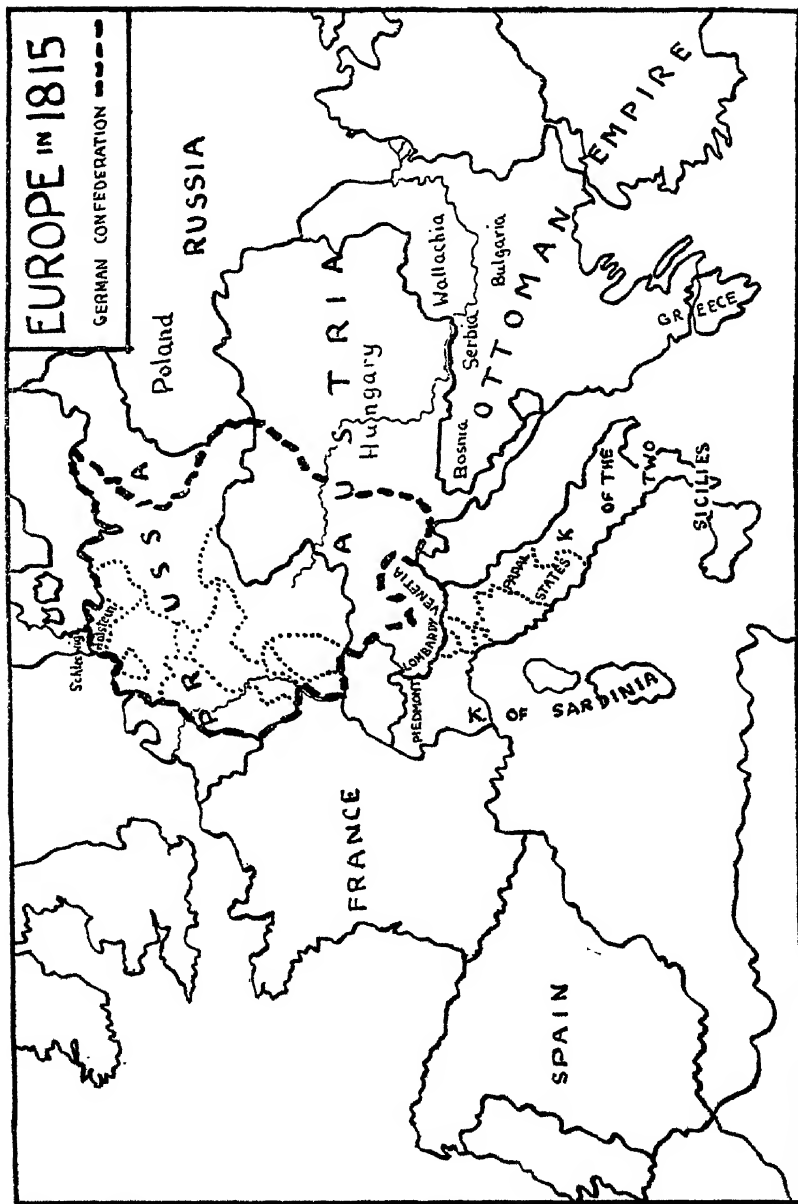 EUROPE IN 1815
GERMAN CONFEDERATION
RUSSIA
Poland
Schleswig
Holstein
PRUSSIA
AUSTRIA
Hungary
FRANCE
PIEDMONT
LOMBARDY
VENETIA
Wallachia
Bosnia
Serbia
Bulgaria
OTTOMAN
EMPIRE
PAPAL
STATES
K
OF THE
TWO
SICILIES
K. OF SARDINIA
SPAIN
GREECE